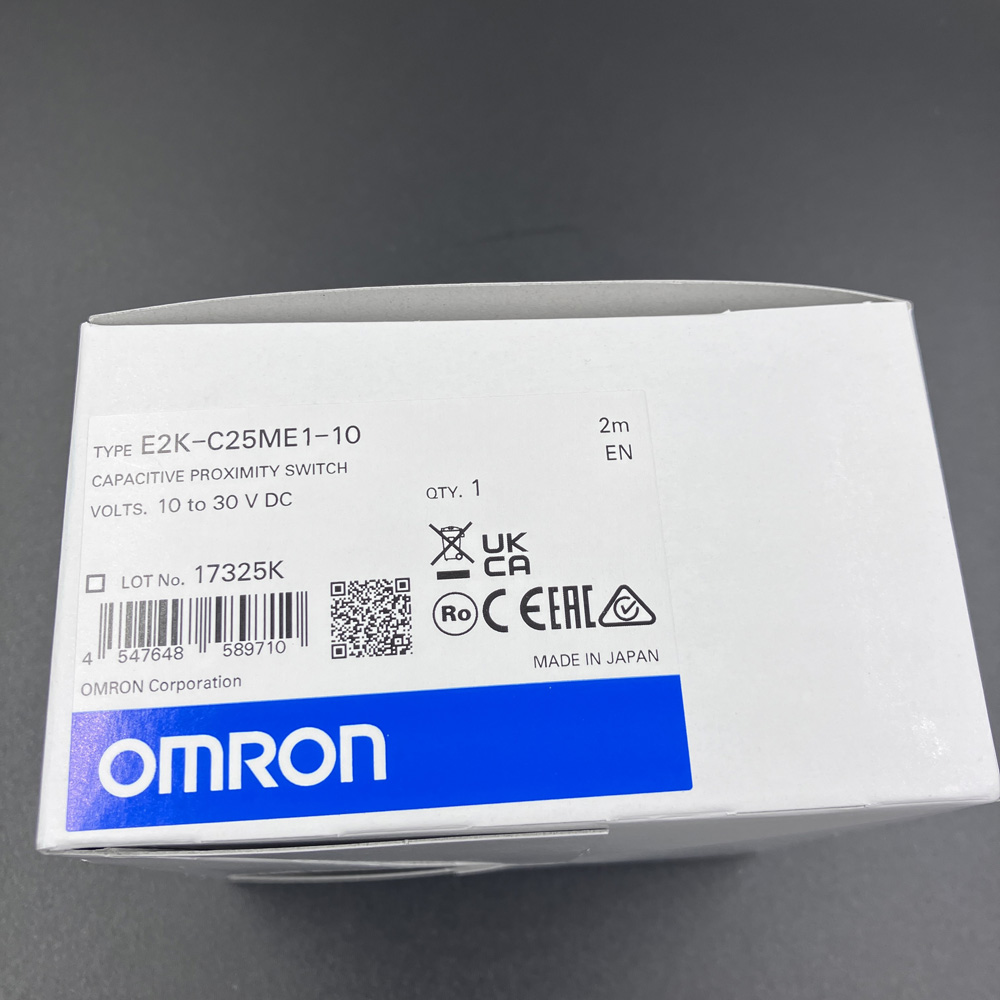 TYPE E2K-C25ME1-10
2m
CAPACITIVE PROXIMITY SWITCH
EN
VOLTS. 10 to 30 V DC
QTY. 1
UK
CA
LOT No. 17325K
Ro
CE EAC
4 547648 589710
MADE IN JAPAN
OMRON Corporation
OMRON